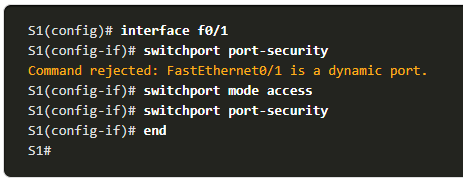 S1(config)# interface f0/1
S1(config-if)# switchport port-security
Command rejected: FastEthernet0/1 is a dynamic port.
S1(config-if)# switchport mode access
S1(config-if)# switchport port-security
S1(config-if)# end
S1#